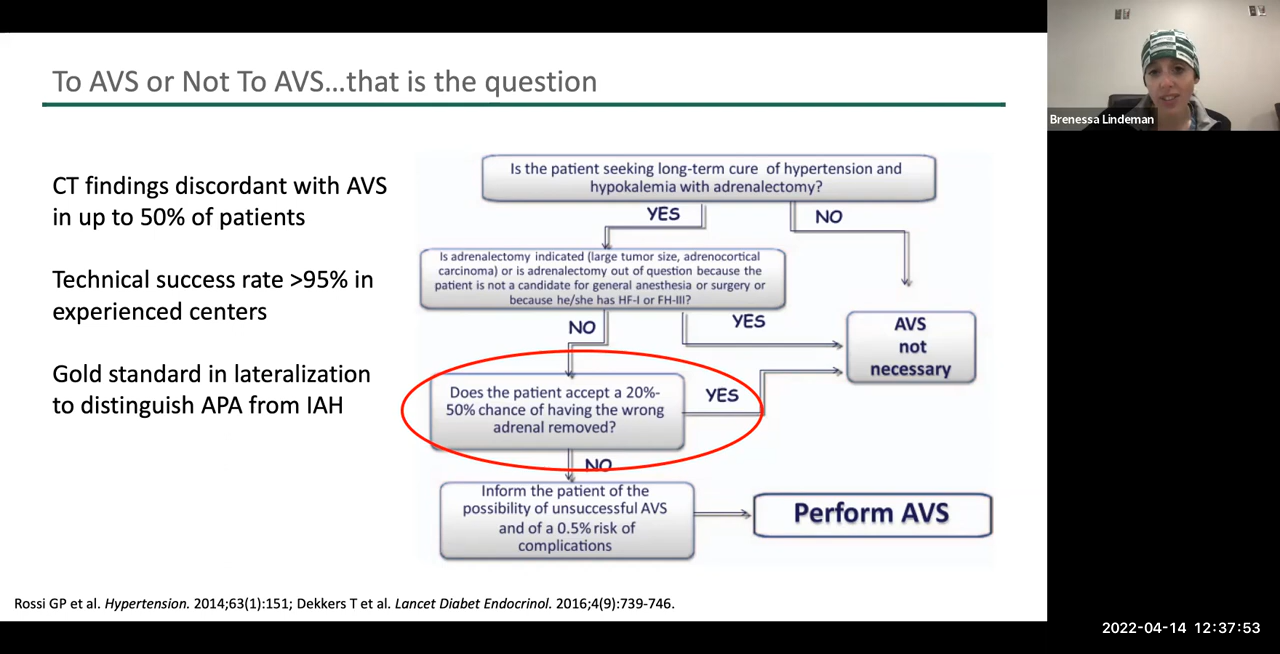 To AVS or Not To AVS...that is the question
Brenessa Lindeman
CT findings discordant with AVS
in up to 50% of patients
Technical success rate >95% in
experienced centers
Gold standard in lateralization
to distinguish APA from IAH
Is the patient seeking long-term cure of hypertension and
hypokalemia with adrenalectomy?
YES
NO
Is adrenalectomy indicated (large tumor size, adrenocortical
carcinoma) or is adrenalectomy out of question because the
patient is not a candidate for general anesthesia or surgery or
because he/she has HF-I or FH-III?
NO
YES
AVS
not
necessary
Does the patient accept a 20%-
50% chance of having the wrong
adrenal removed?
YES
NO
Inform the patient of the
possibility of unsuccessful AVS
and of a 0.5% risk of
complications
Perform AVS
Rossi GP et al. Hypertension. 2014;63(1):151; Dekkers T et al. Lancet Diabet Endocrinol. 2016;4(9):739-746.
2022-04-14 12:37:53